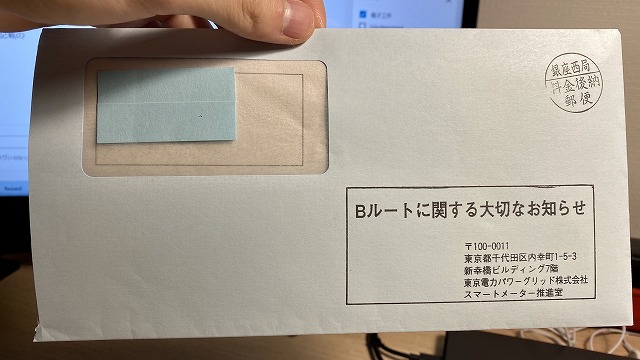 銀座西局
料金後納
郵便
Bルートに関する大切なお知らせ
〒100-0011
東京都千代田区内幸町1-5-3
新幸橋ビルディング7階
東京電力パワーグリッド株式会社
スマートメーター推進室